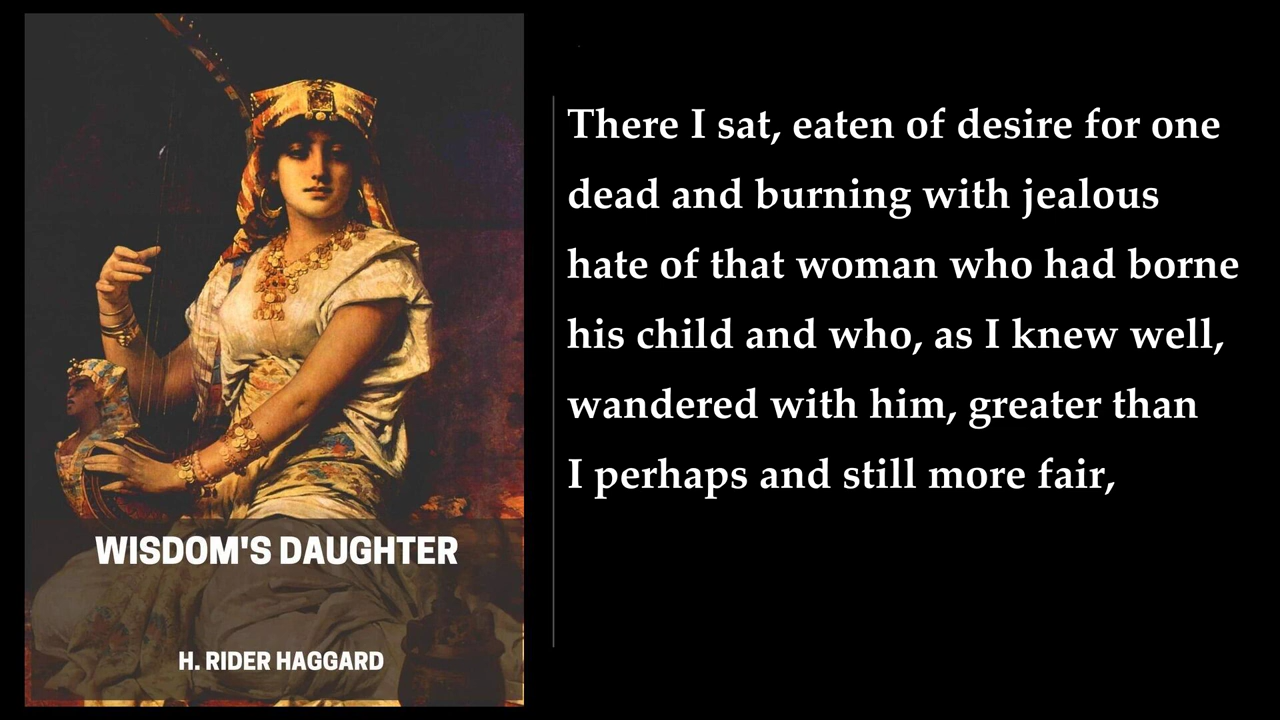 WISDOM'S DAUGHTER
H. RIDER HAGGARD
There I sat, eaten of desire for one
dead and burning with jealous
hate of that woman who had borne
his child and who, as I knew well,
wandered with him, greater than
I perhaps and still more fair,